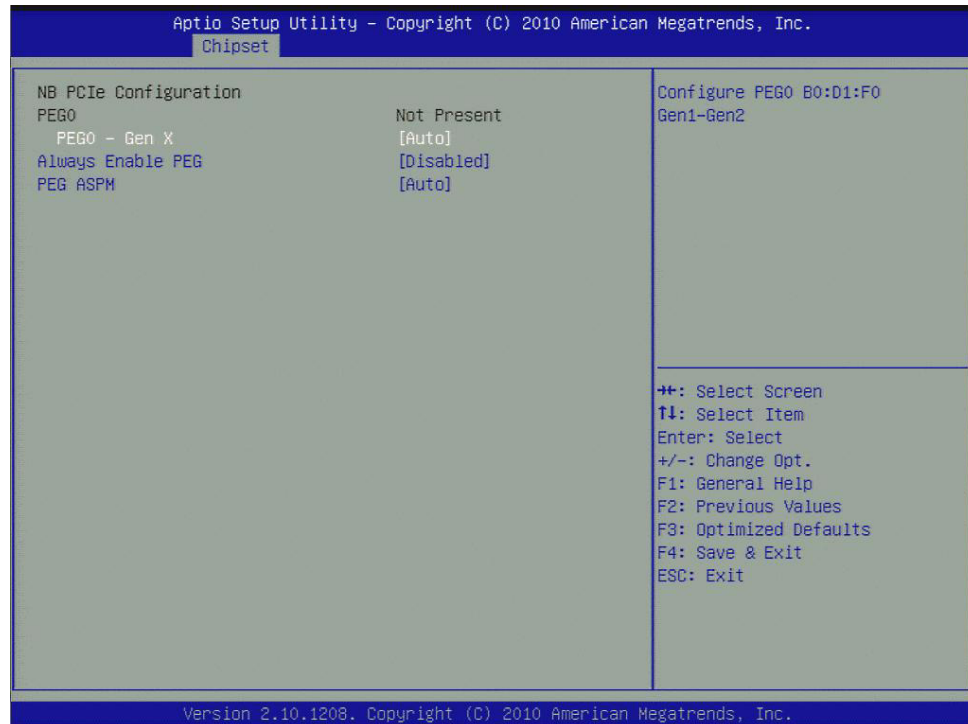 Aptio Setup Utility – Copyright (C) 2010 American Megatrends, Inc.
Chipset
NB PCIe Configuration
PEG0 Not Present
PEG0 – Gen X [Auto]
Always Enable PEG [Disabled]
PEG ASPM [Auto]
Configure PEG0 B0:D1:F0
Gen1-Gen2
→←: Select Screen
↑↓: Select Item
Enter: Select
+/-: Change Opt.
F1: General Help
F2: Previous Values
F3: Optimized Defaults
F4: Save & Exit
ESC: Exit
Version 2.10.1208. Copyright (C) 2010 American Megatrends, Inc.